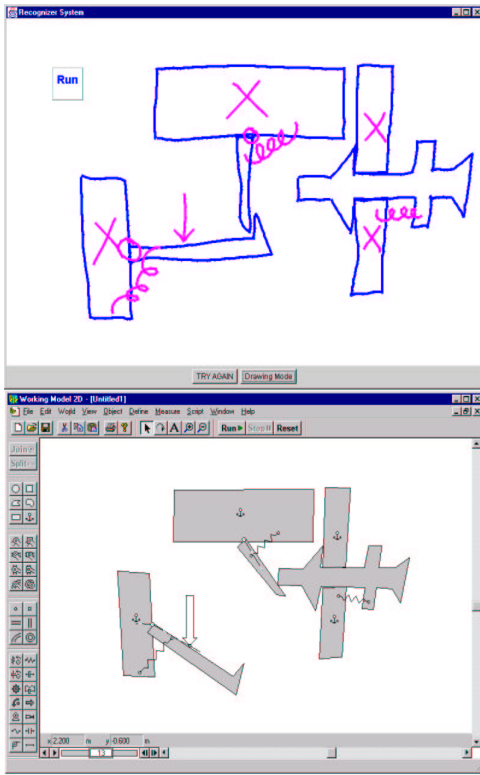 Recognizer System
Run
TRY AGAIN Drawing Mode
Working Model 2D - [Untitled1]
File Edit World View Object Define Measure Script Window Help
Run Stop Reset
Join
Split
x 2.200 m y -0.600 m
13